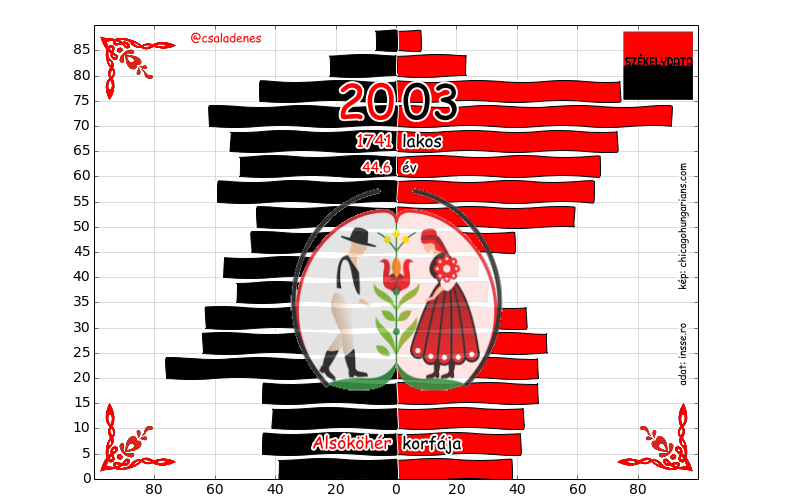 @csaladenes
SZÉKELYDATA
2003
1741 lakos
44.6 év
kép: chicagohungarians.com
adat: insse.ro
Alsóköhér korfája
85
80
75
70
65
60
55
50
45
40
35
30
25
20
15
10
5
0
80 60 40 20 0 20 40 60 80